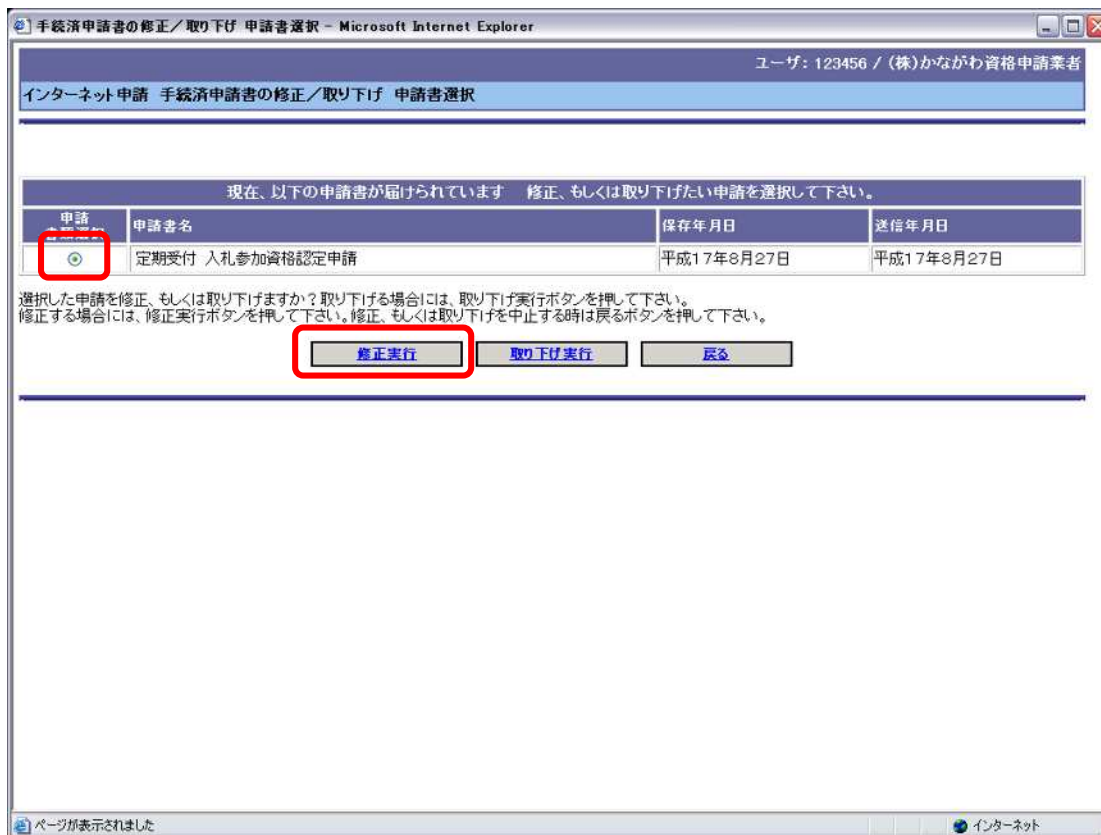 手続済申請書の修正／取り下げ 申請書選択 - Microsoft Internet Explorer
ユーザ: 123456 / (株)かながわ資格申請業者
インターネット申請 手続済申請書の修正／取り下げ 申請書選択
現在、以下の申請書が届けられています 修正、もしくは取り下げたい申請を選択して下さい。
申請
書類選択 申請書名 保存年月日 送信年月日
定期受付 入札参加資格認定申請 平成17年8月27日 平成17年8月27日
選択した申請を修正、もしくは取り下げますか？取り下げる場合には、取り下げ実行ボタンを押して下さい。
修正する場合には、修正実行ボタンを押して下さい。修正、もしくは取り下げを中止する時は戻るボタンを押して下さい。
修正実行 取り下げ実行 戻る
ページが表示されました インターネット